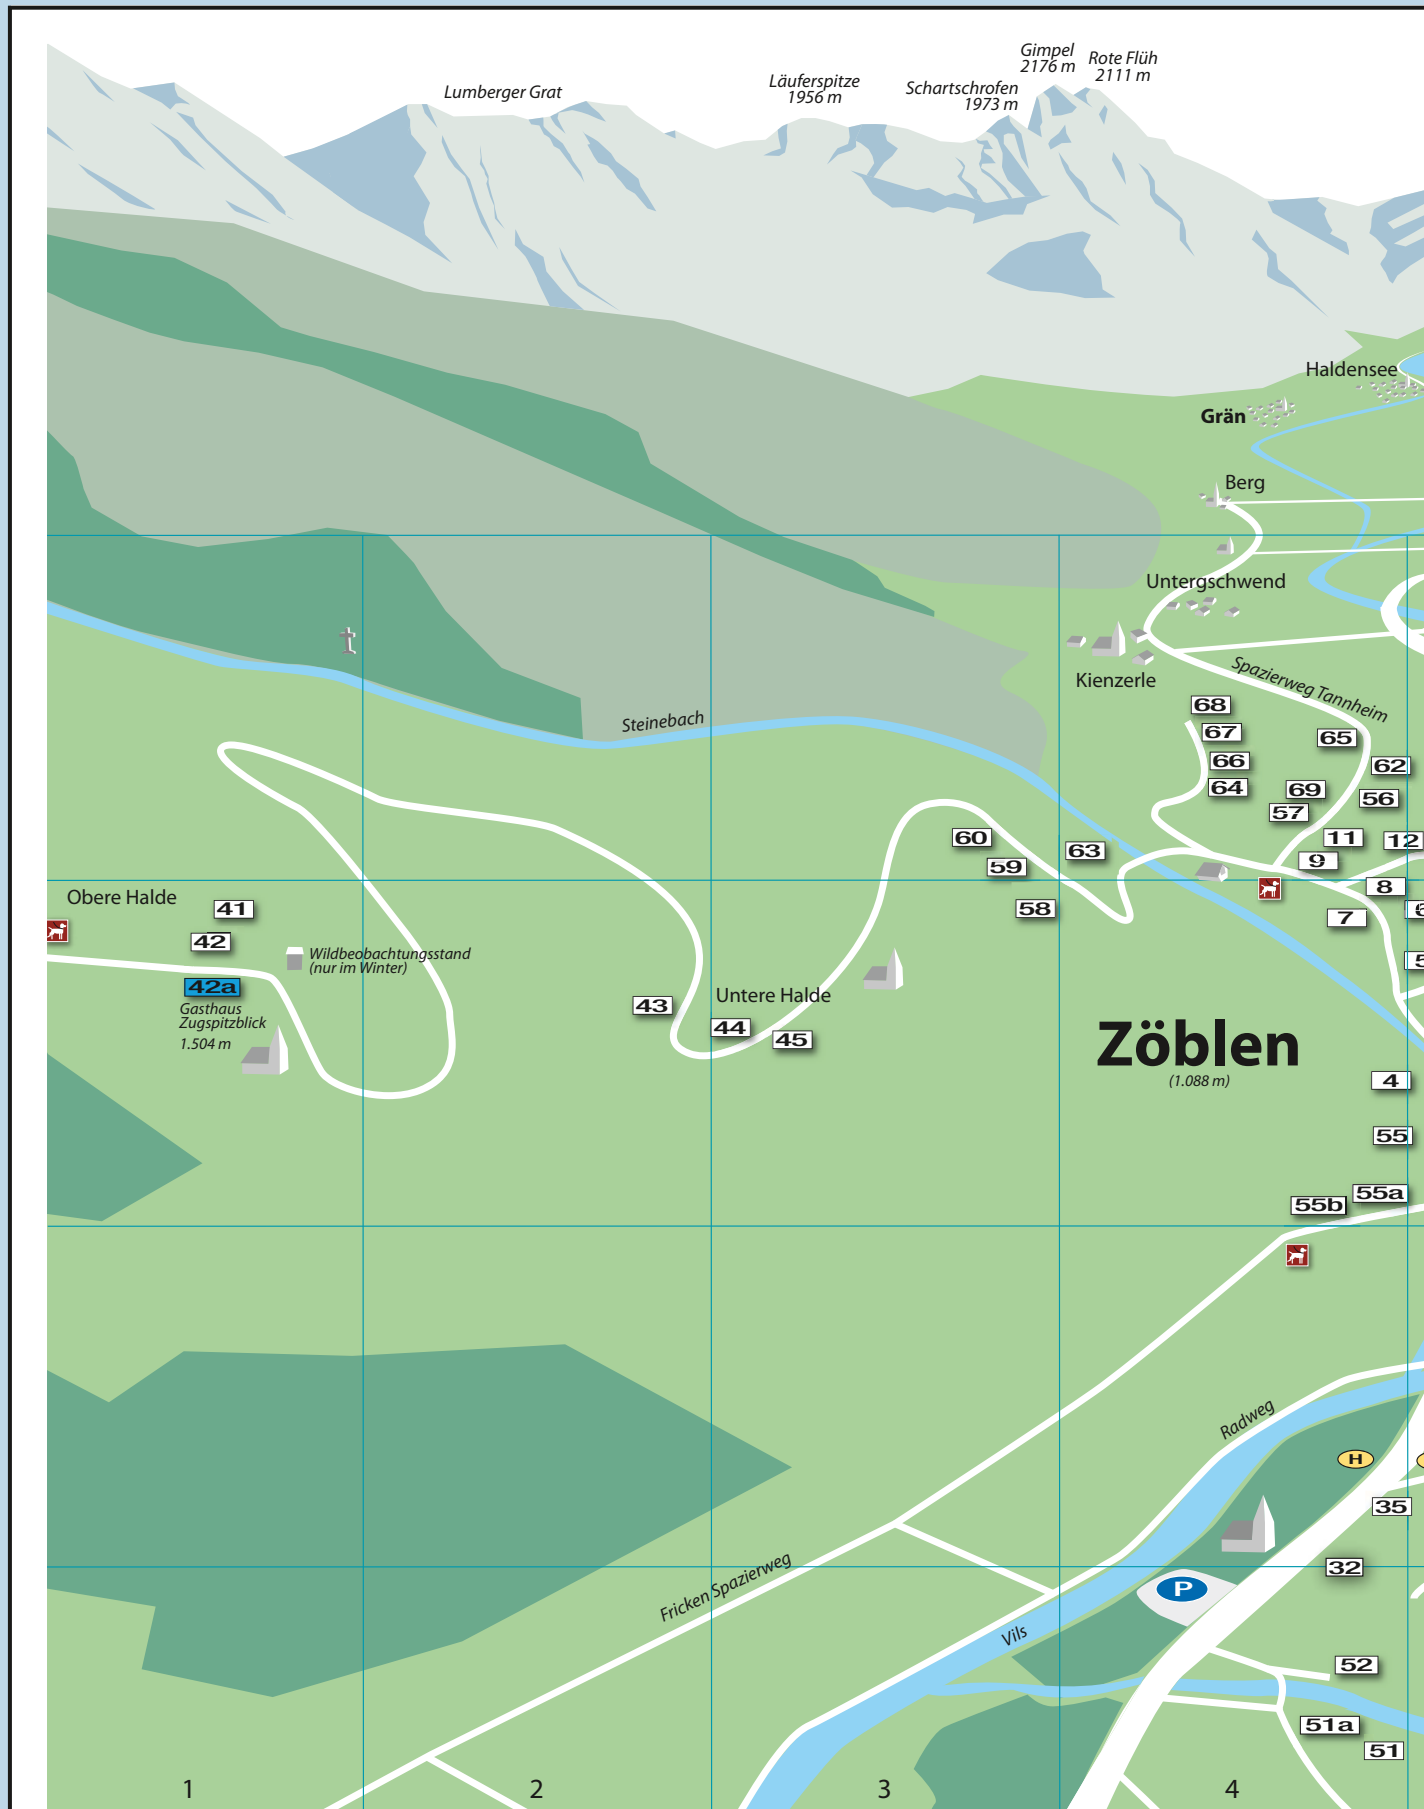 Gimpel
2176 m
Rote Flüh
2111 m
Läuferspitze
1956 m
Schartschrofen
1973 m
Lumberger Grat
Haldensee
Grän
Berg
Untergschwend
Kienzerle
Spazierweg Tannheim
Steinebach
68
67
66
64
65
62
69
56
57
11
12
9
60
59
63
58
8
7
Obere Halde
41
42
Wildbeobachtungsstand
(nur im Winter)
42a
Gasthaus
Zugspitzblick
1.504 m
43
Untere Halde
44
45
Zöblen
(1.088 m)
4
55
55a
55b
Radweg
H
35
32
P
Fricken Spazierweg
Vils
52
51a
51
1
2
3
4